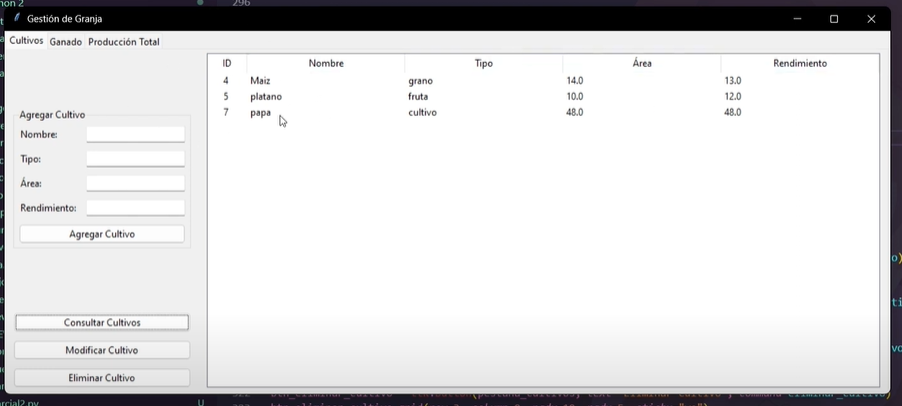 296
Gestión de Granja
Cultivos Ganado Producción Total
ID Nombre Tipo Área Rendimiento
4 Maiz grano 14.0 13.0
5 platano fruta 10.0 12.0
7 papa cultivo 48.0 48.0
Agregar Cultivo
Nombre:
Tipo:
Área:
Rendimiento:
Agregar Cultivo
Consultar Cultivos
Modificar Cultivo
Eliminar Cultivo